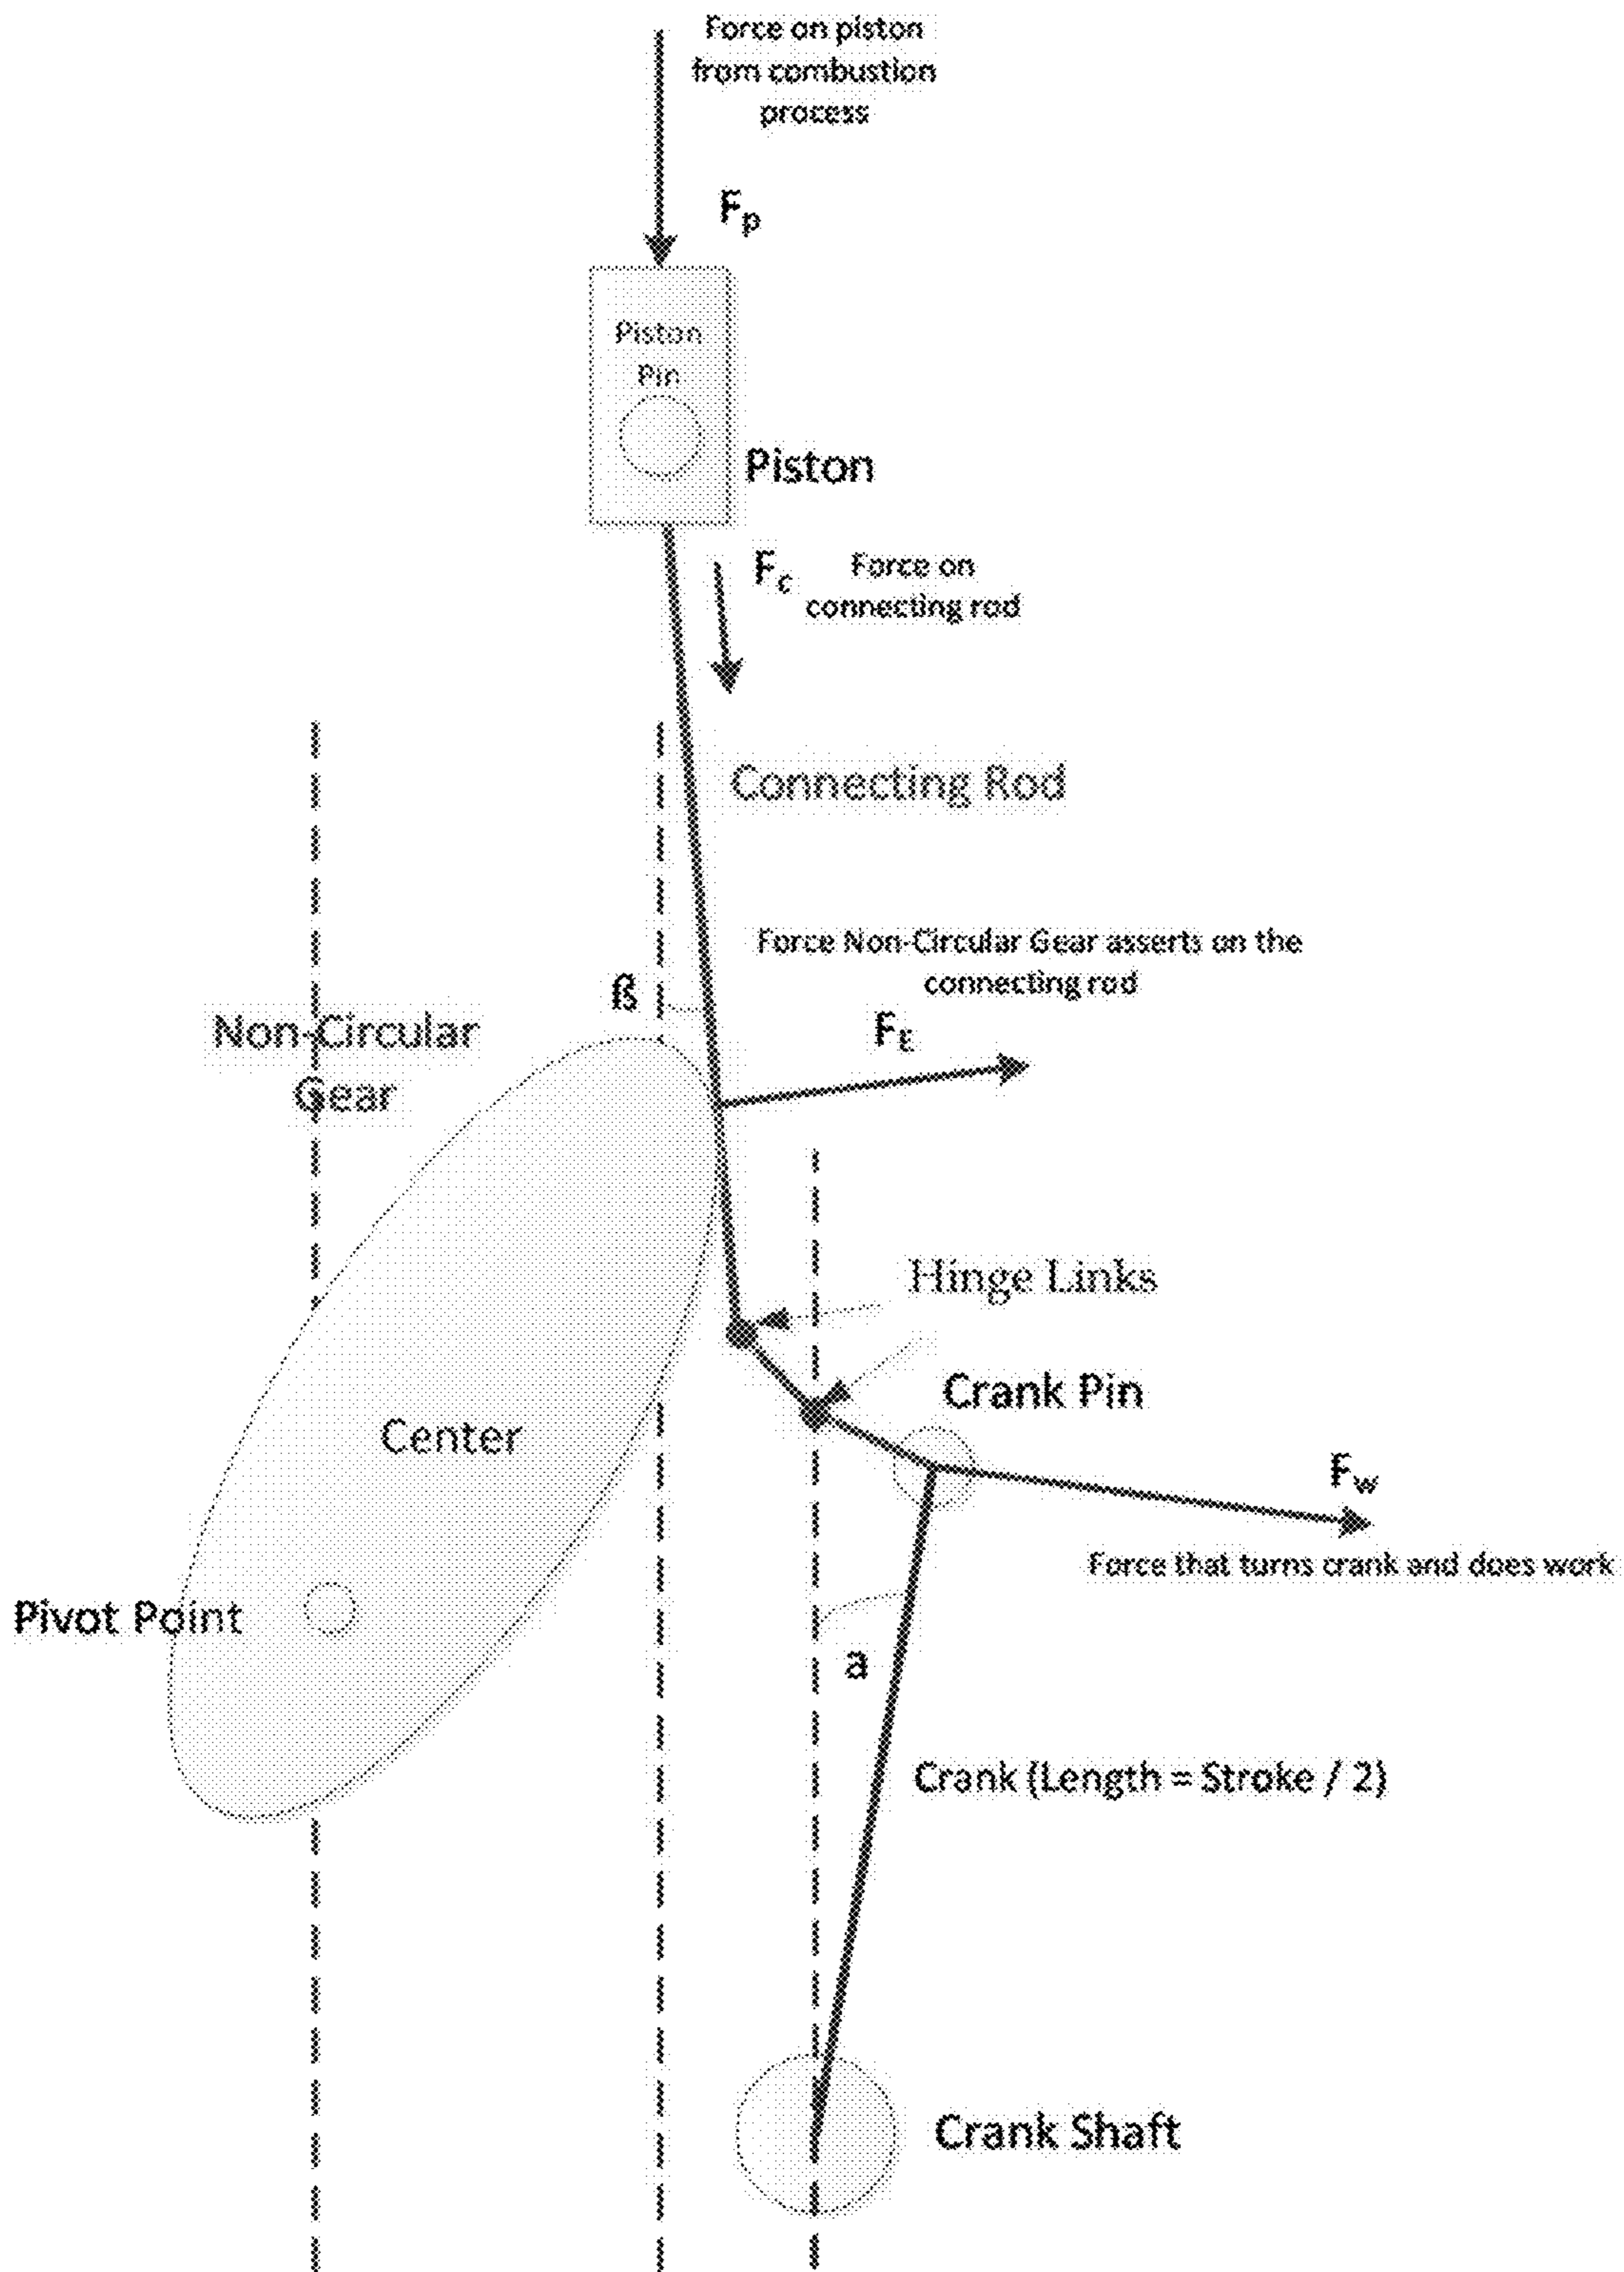 Force on piston
from combustion
process
Fp
Piston
Pin
Piston
Fc
Force on
connecting rod
Connecting Rod
Force Non-Circular Gear asserts on the
connecting rod
ß
Non-Circular
Gear
FE
Hinge Links
Crank Pin
Center
Fw
Force that turns crank and does work
Pivot Point
a
Crank (Length = Stroke / 2)
Crank Shaft